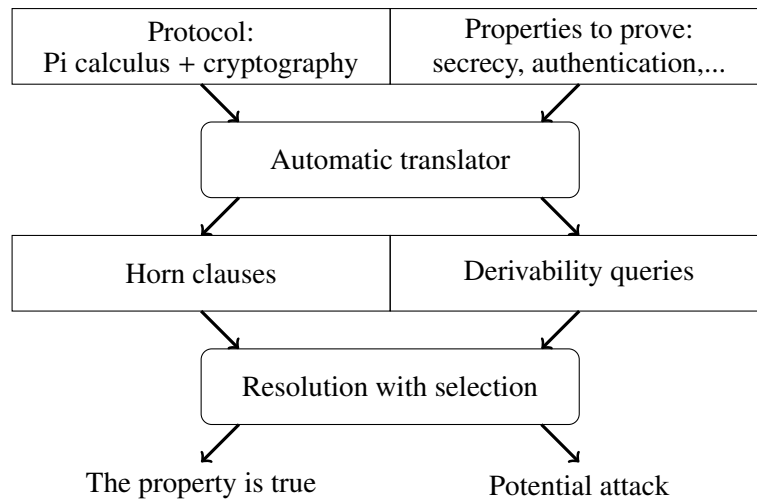 Protocol:
Pi calculus + cryptography
Properties to prove:
secrecy, authentication,...
Automatic translator
Horn clauses
Derivability queries
Resolution with selection
The property is true
Potential attack